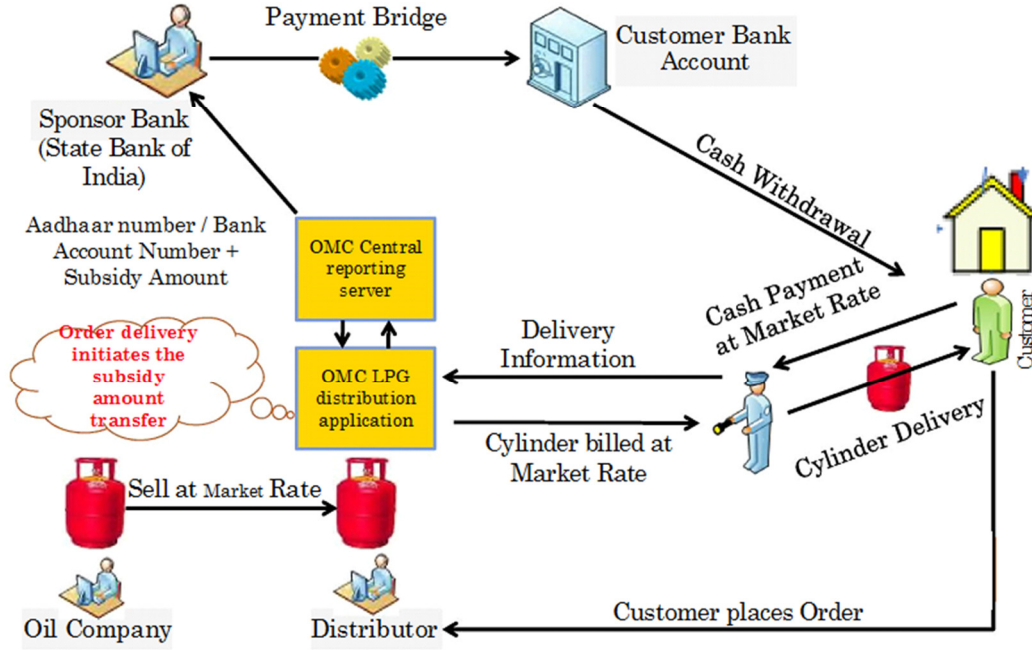 Payment Bridge
Customer Bank
Account
Sponsor Bank
(State Bank of
India)
Cash Withdrawal
Aadhaar number / Bank
Account Number +
Subsidy Amount
OMC Central
reporting
server
Cash Payment
at Market Rate
Customer
Order delivery
initiates the
subsidy
amount
transfer
Delivery
Information
OMC LPG
distribution
application
Cylinder billed at
Market Rate
Cylinder Delivery
Sell at Market Rate
Oil Company
Distributor
Customer places Order